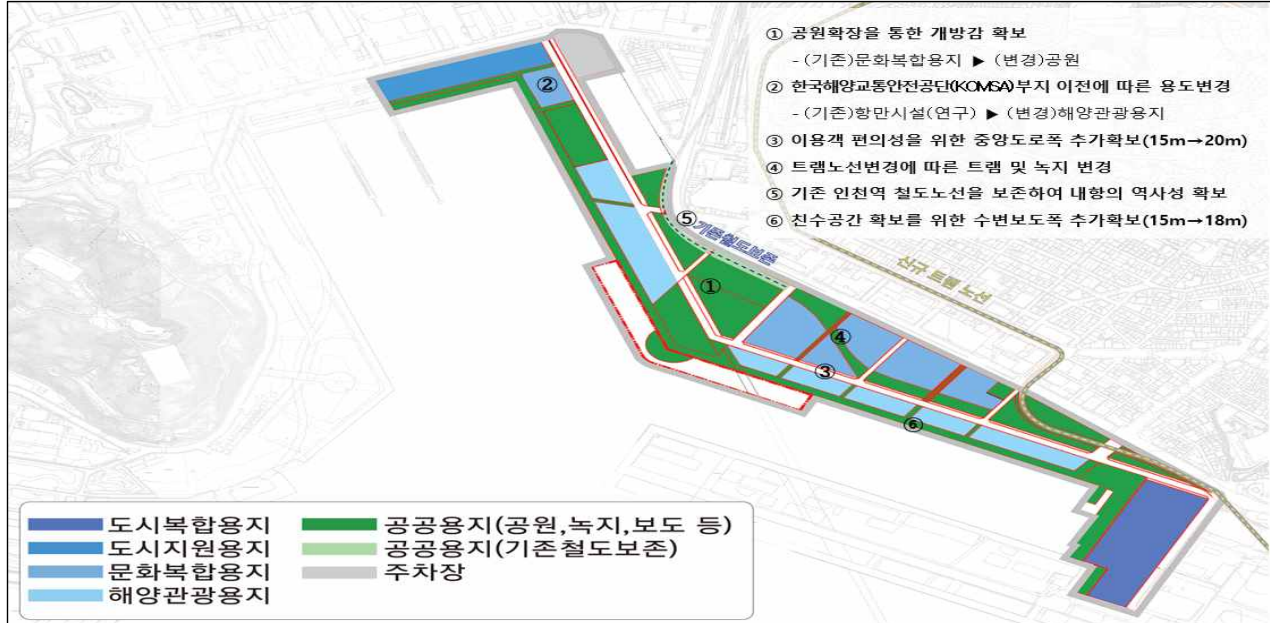 ① 공원확장을 통한 개방감 확보
- (기존)문화복합용지 ▶ (변경)공원
② 한국해양교통안전공단(KOMSA)부지 이전에 따른 용도변경
- (기존)항만시설(연구) ▶ (변경)해양관광용지
③ 이용객 편의성을 위한 중앙도로폭 추가확보(15m→20m)
④ 트램노선변경에 따른 트램 및 녹지 변경
⑤ 기존 인천역 철도노선을 보존하여 내항의 역사성 확보
⑥ 친수공간 확보를 위한 수변보도폭 추가확보(15m→18m)
②
⑤기존철도보존
신규 트램 노선
①
④
③
⑥
도시복합용지
도시지원용지
문화복합용지
해양관광용지
공공용지(공원,녹지,보도 등)
공공용지(기존철도보존)
주차장